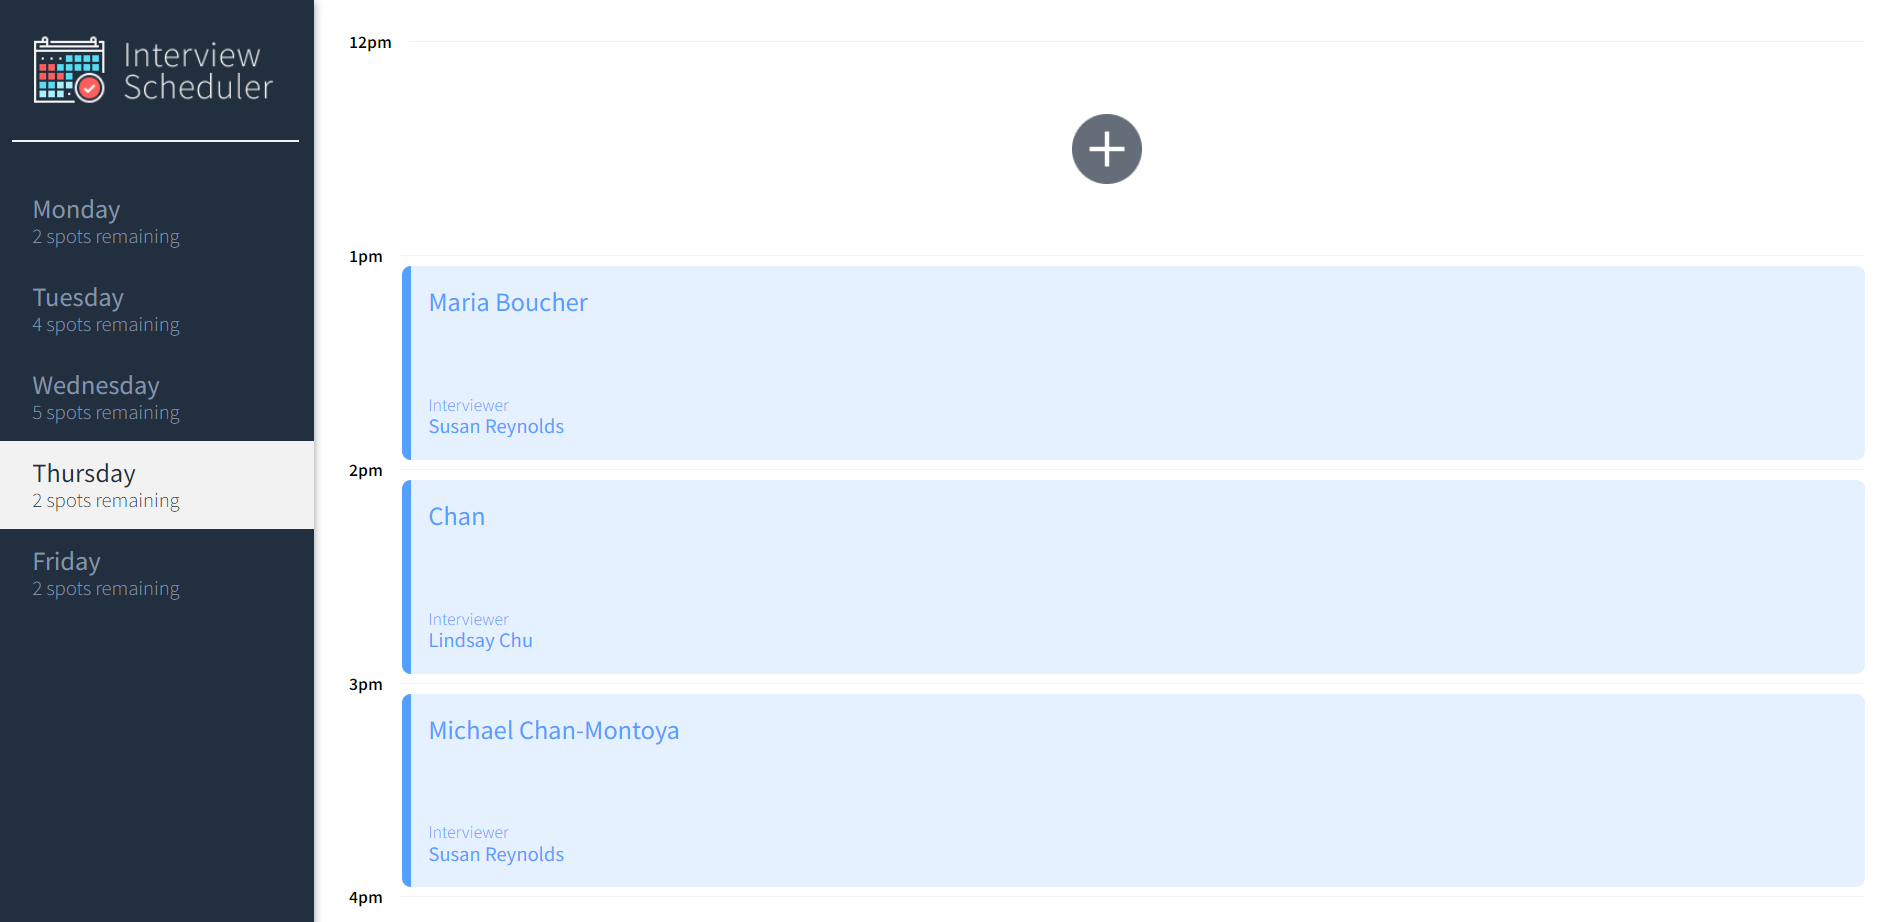 Interview
Scheduler
Monday
2 spots remaining
Tuesday
4 spots remaining
Wednesday
5 spots remaining
Thursday
2 spots remaining
Friday
2 spots remaining
12pm
1pm
Maria Boucher
Interviewer
Susan Reynolds
2pm
Chan
Interviewer
Lindsay Chu
3pm
Michael Chan-Montoya
Interviewer
Susan Reynolds
4pm